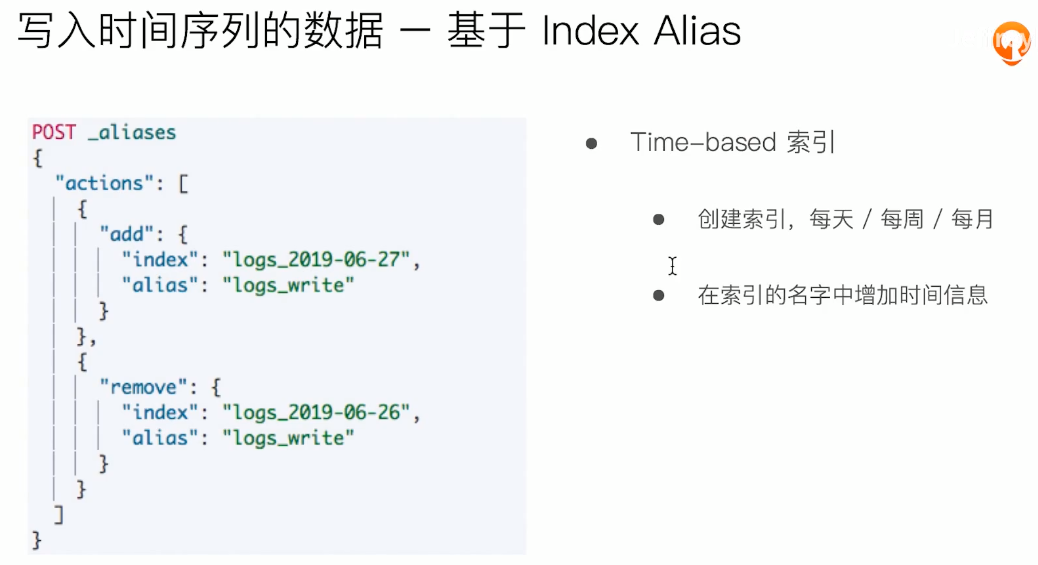 写入时间序列的数据 — 基于 Index Alias
POST _aliases
{
"actions": [
{
"add": {
"index": "logs_2019-06-27",
"alias": "logs_write"
}
},
{
"remove": {
"index": "logs_2019-06-26",
"alias": "logs_write"
}
}
]
}
Time-based 索引
创建索引，每天 / 每周 / 每月
在索引的名字中增加时间信息